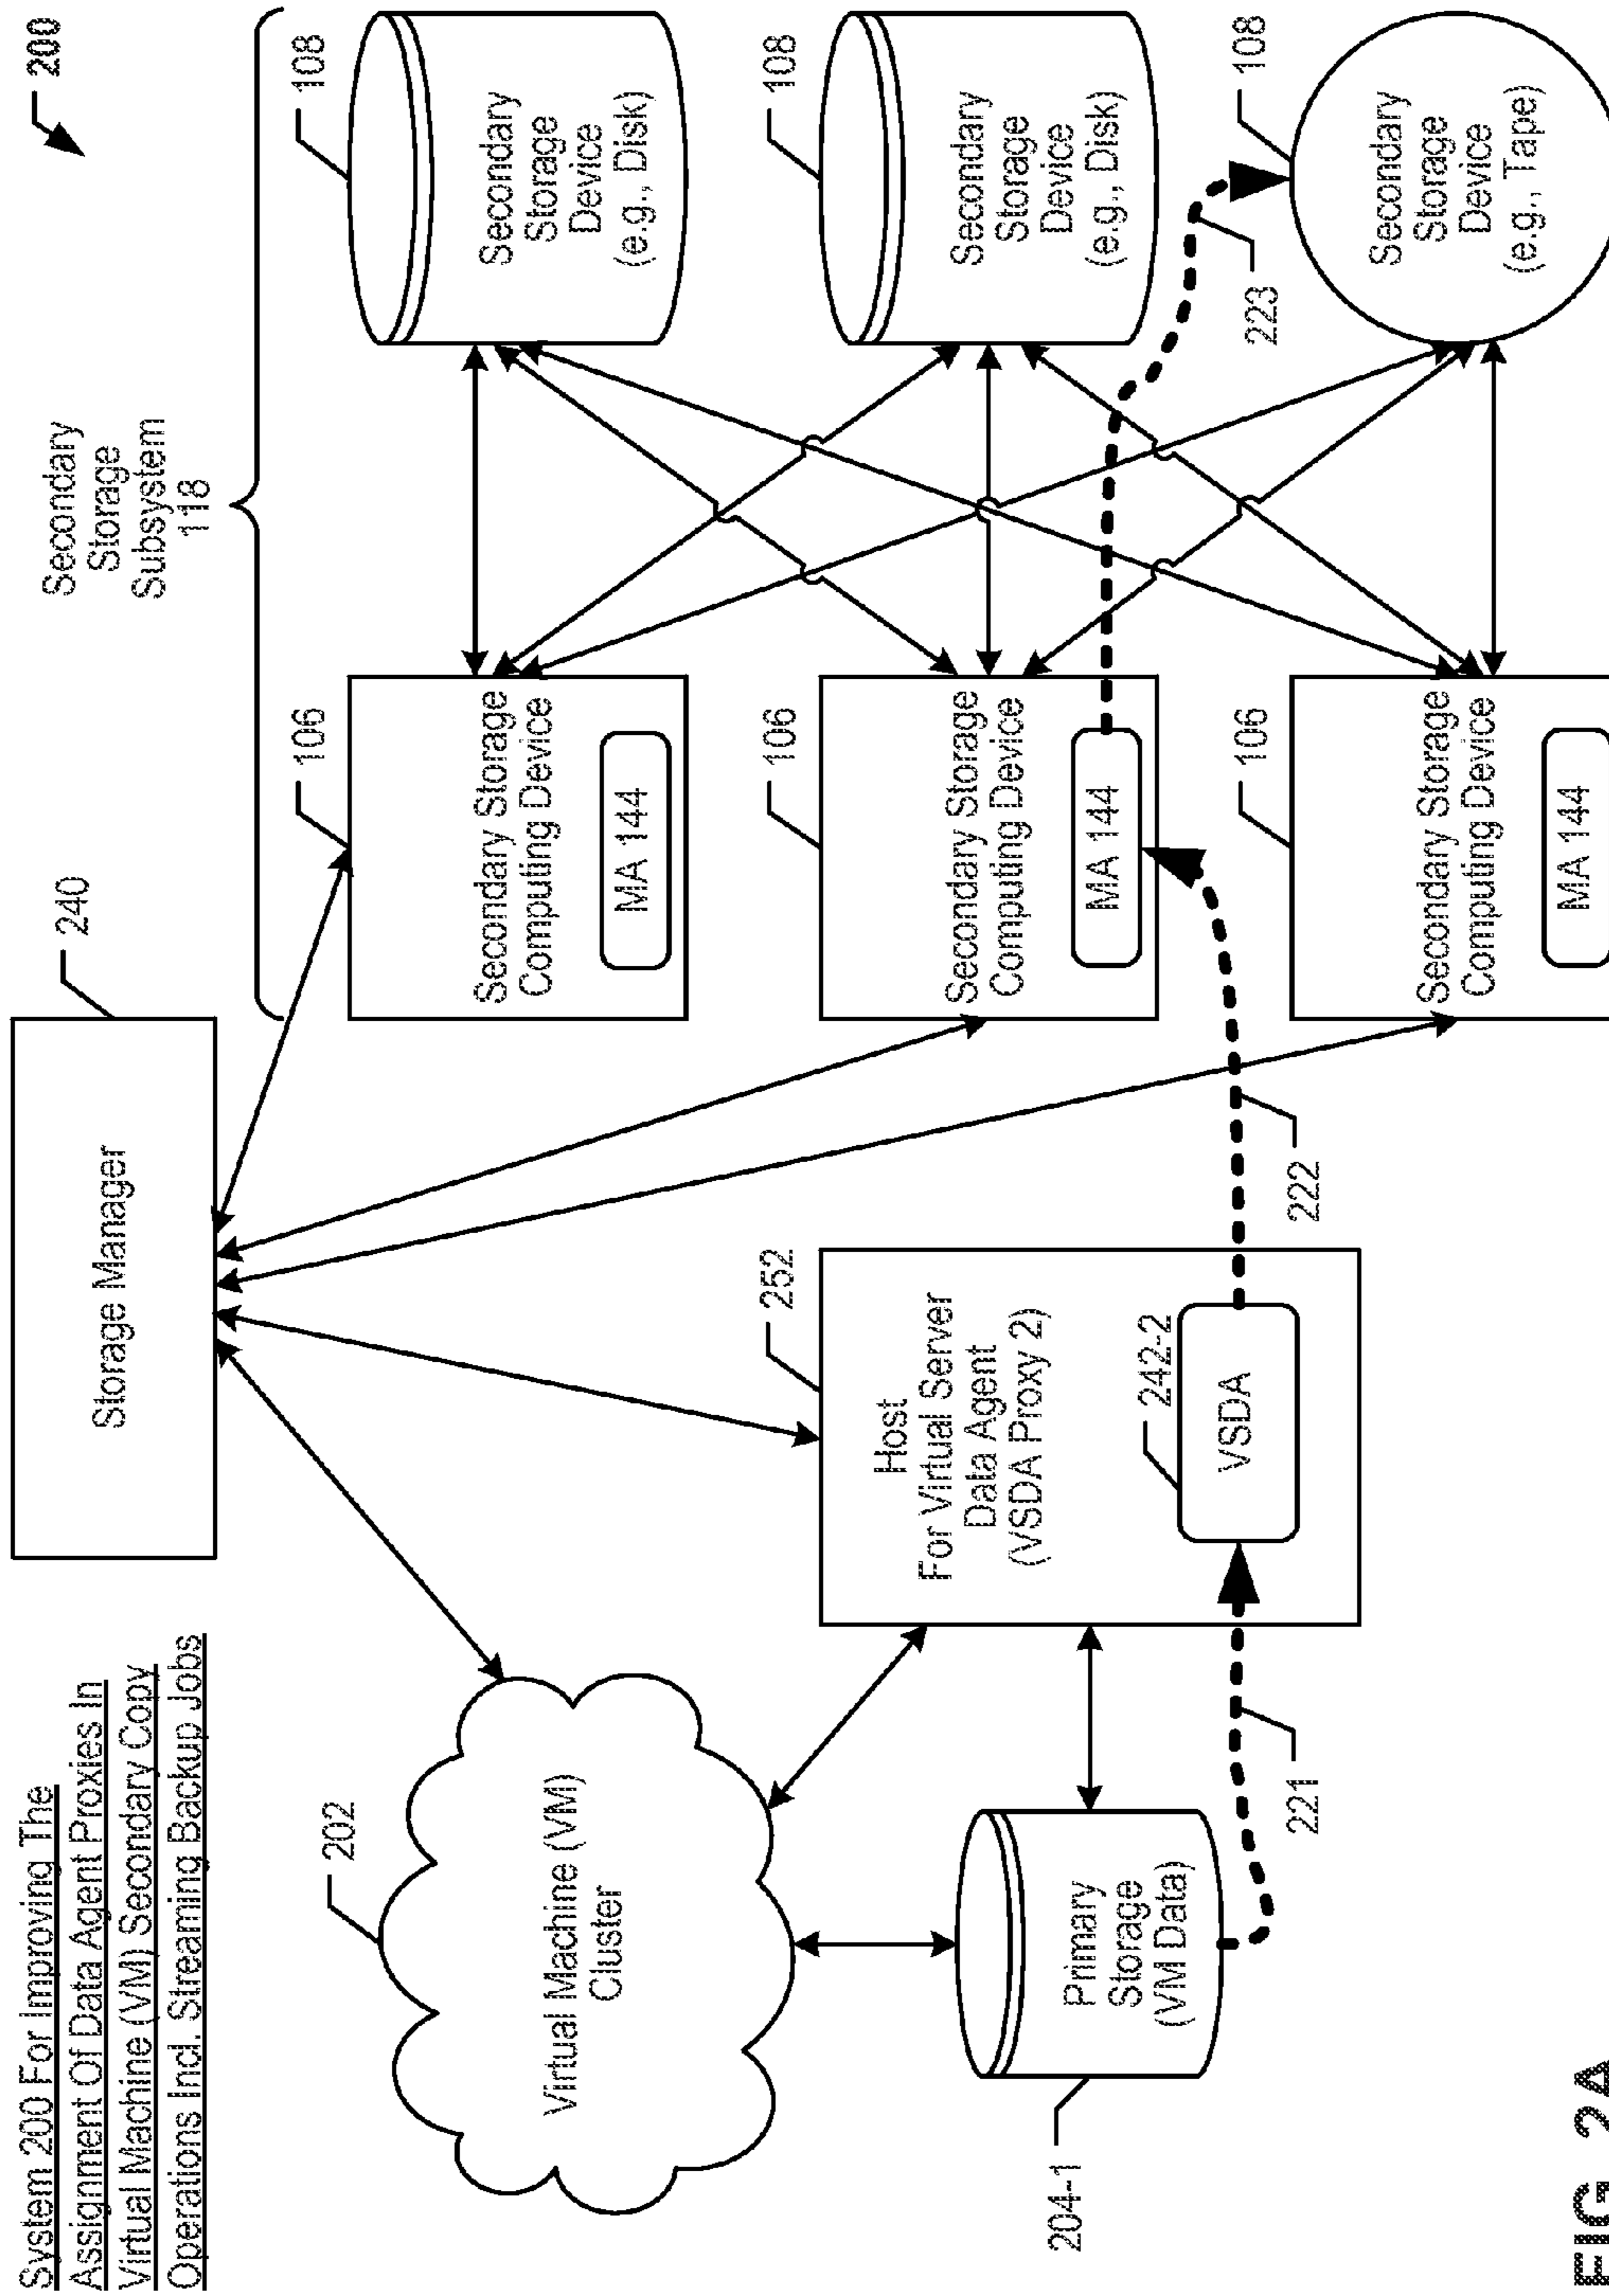 System 200 For Improving The
Assignment Of Data Agent Proxies In
Virtual Machine (VM) Secondary Copy
Operations Incl. Streaming Backup Jobs
200
Storage Manager
240
Secondary
Storage
Subsystem
118
202
Virtual Machine (VM)
Cluster
204-1
Primary
Storage
(VM Data)
221
252
Host
For Virtual Server
Data Agent
(VSDA Proxy 2)
242-2
VSDA
222
106
Secondary Storage
Computing Device
MA 144
106
Secondary Storage
Computing Device
MA 144
106
Secondary Storage
Computing Device
MA 144
108
Secondary
Storage
Device
(e.g., Disk)
108
Secondary
Storage
Device
(e.g., Disk)
223
108
Secondary
Storage
Device
(e.g., Tape)
FIG. 2A